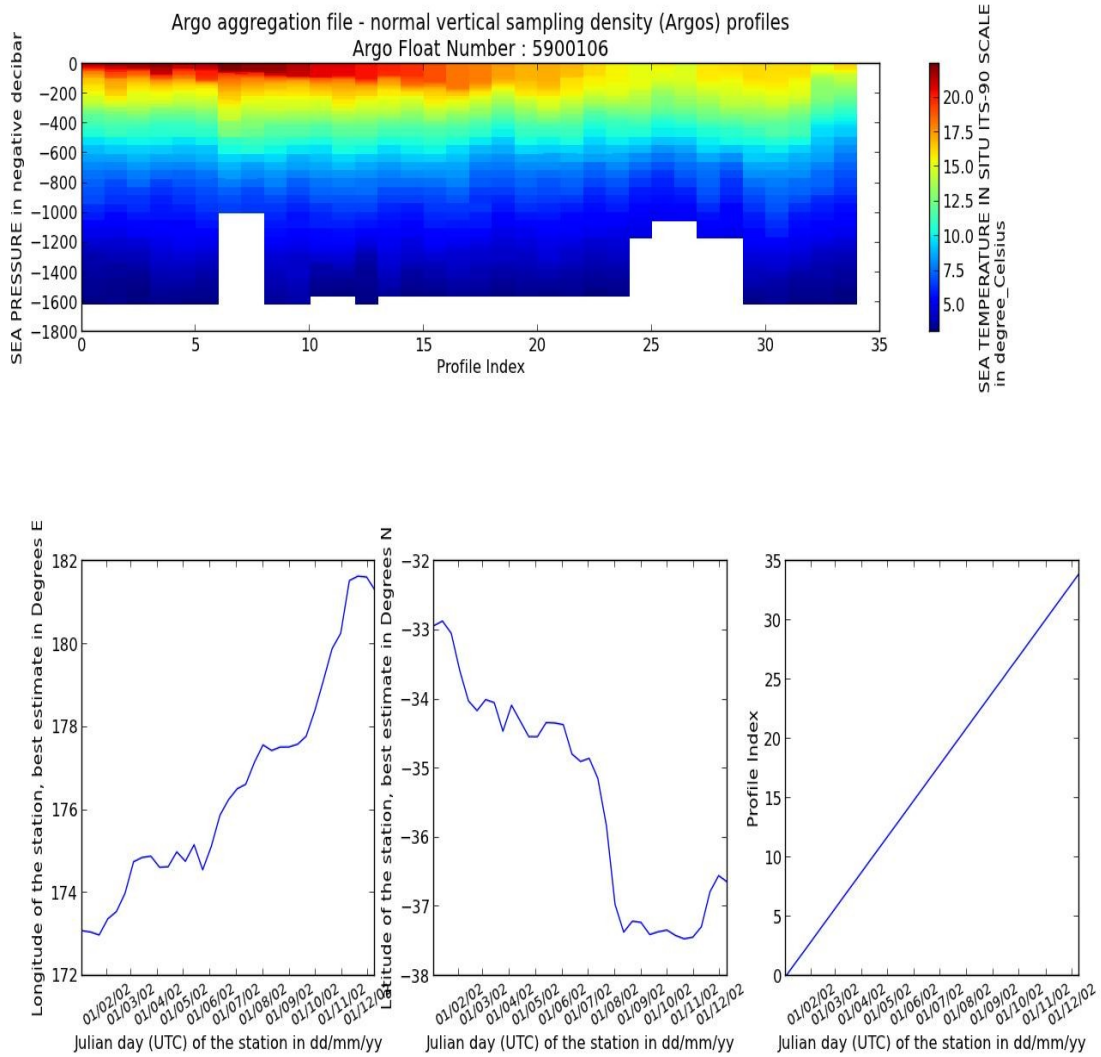 Argo aggregation file - normal vertical sampling density (Argos) profiles
Argo Float Number : 5900106
SEA PRESSURE in negative decibar
0
−200
−400
−600
−800
−1000
−1200
−1400
−1600
−1800
0 5 10 15 20 25 30 35
Profile Index
20.0
17.5
15.0
12.5
10.0
7.5
5.0
SEA TEMPERATURE IN SITU ITS-90 SCALE
in degree_Celsius
Longitude of the station, best estimate in Degrees E
182
180
178
176
174
172
01/02/02 01/03/02 01/04/02 01/05/02 01/06/02 01/07/02 01/08/02 01/09/02 01/10/02 01/11/02 01/12/02
Julian day (UTC) of the station in dd/mm/yy
Latitude of the station, best estimate in Degrees N
−32
−33
−34
−35
−36
−37
−38
01/02/02 01/03/02 01/04/02 01/05/02 01/06/02 01/07/02 01/08/02 01/09/02 01/10/02 01/11/02 01/12/02
Julian day (UTC) of the station in dd/mm/yy
Profile Index
35
30
25
20
15
10
5
0
01/02/02 01/03/02 01/04/02 01/05/02 01/06/02 01/07/02 01/08/02 01/09/02 01/10/02 01/11/02 01/12/02
Julian day (UTC) of the station in dd/mm/yy